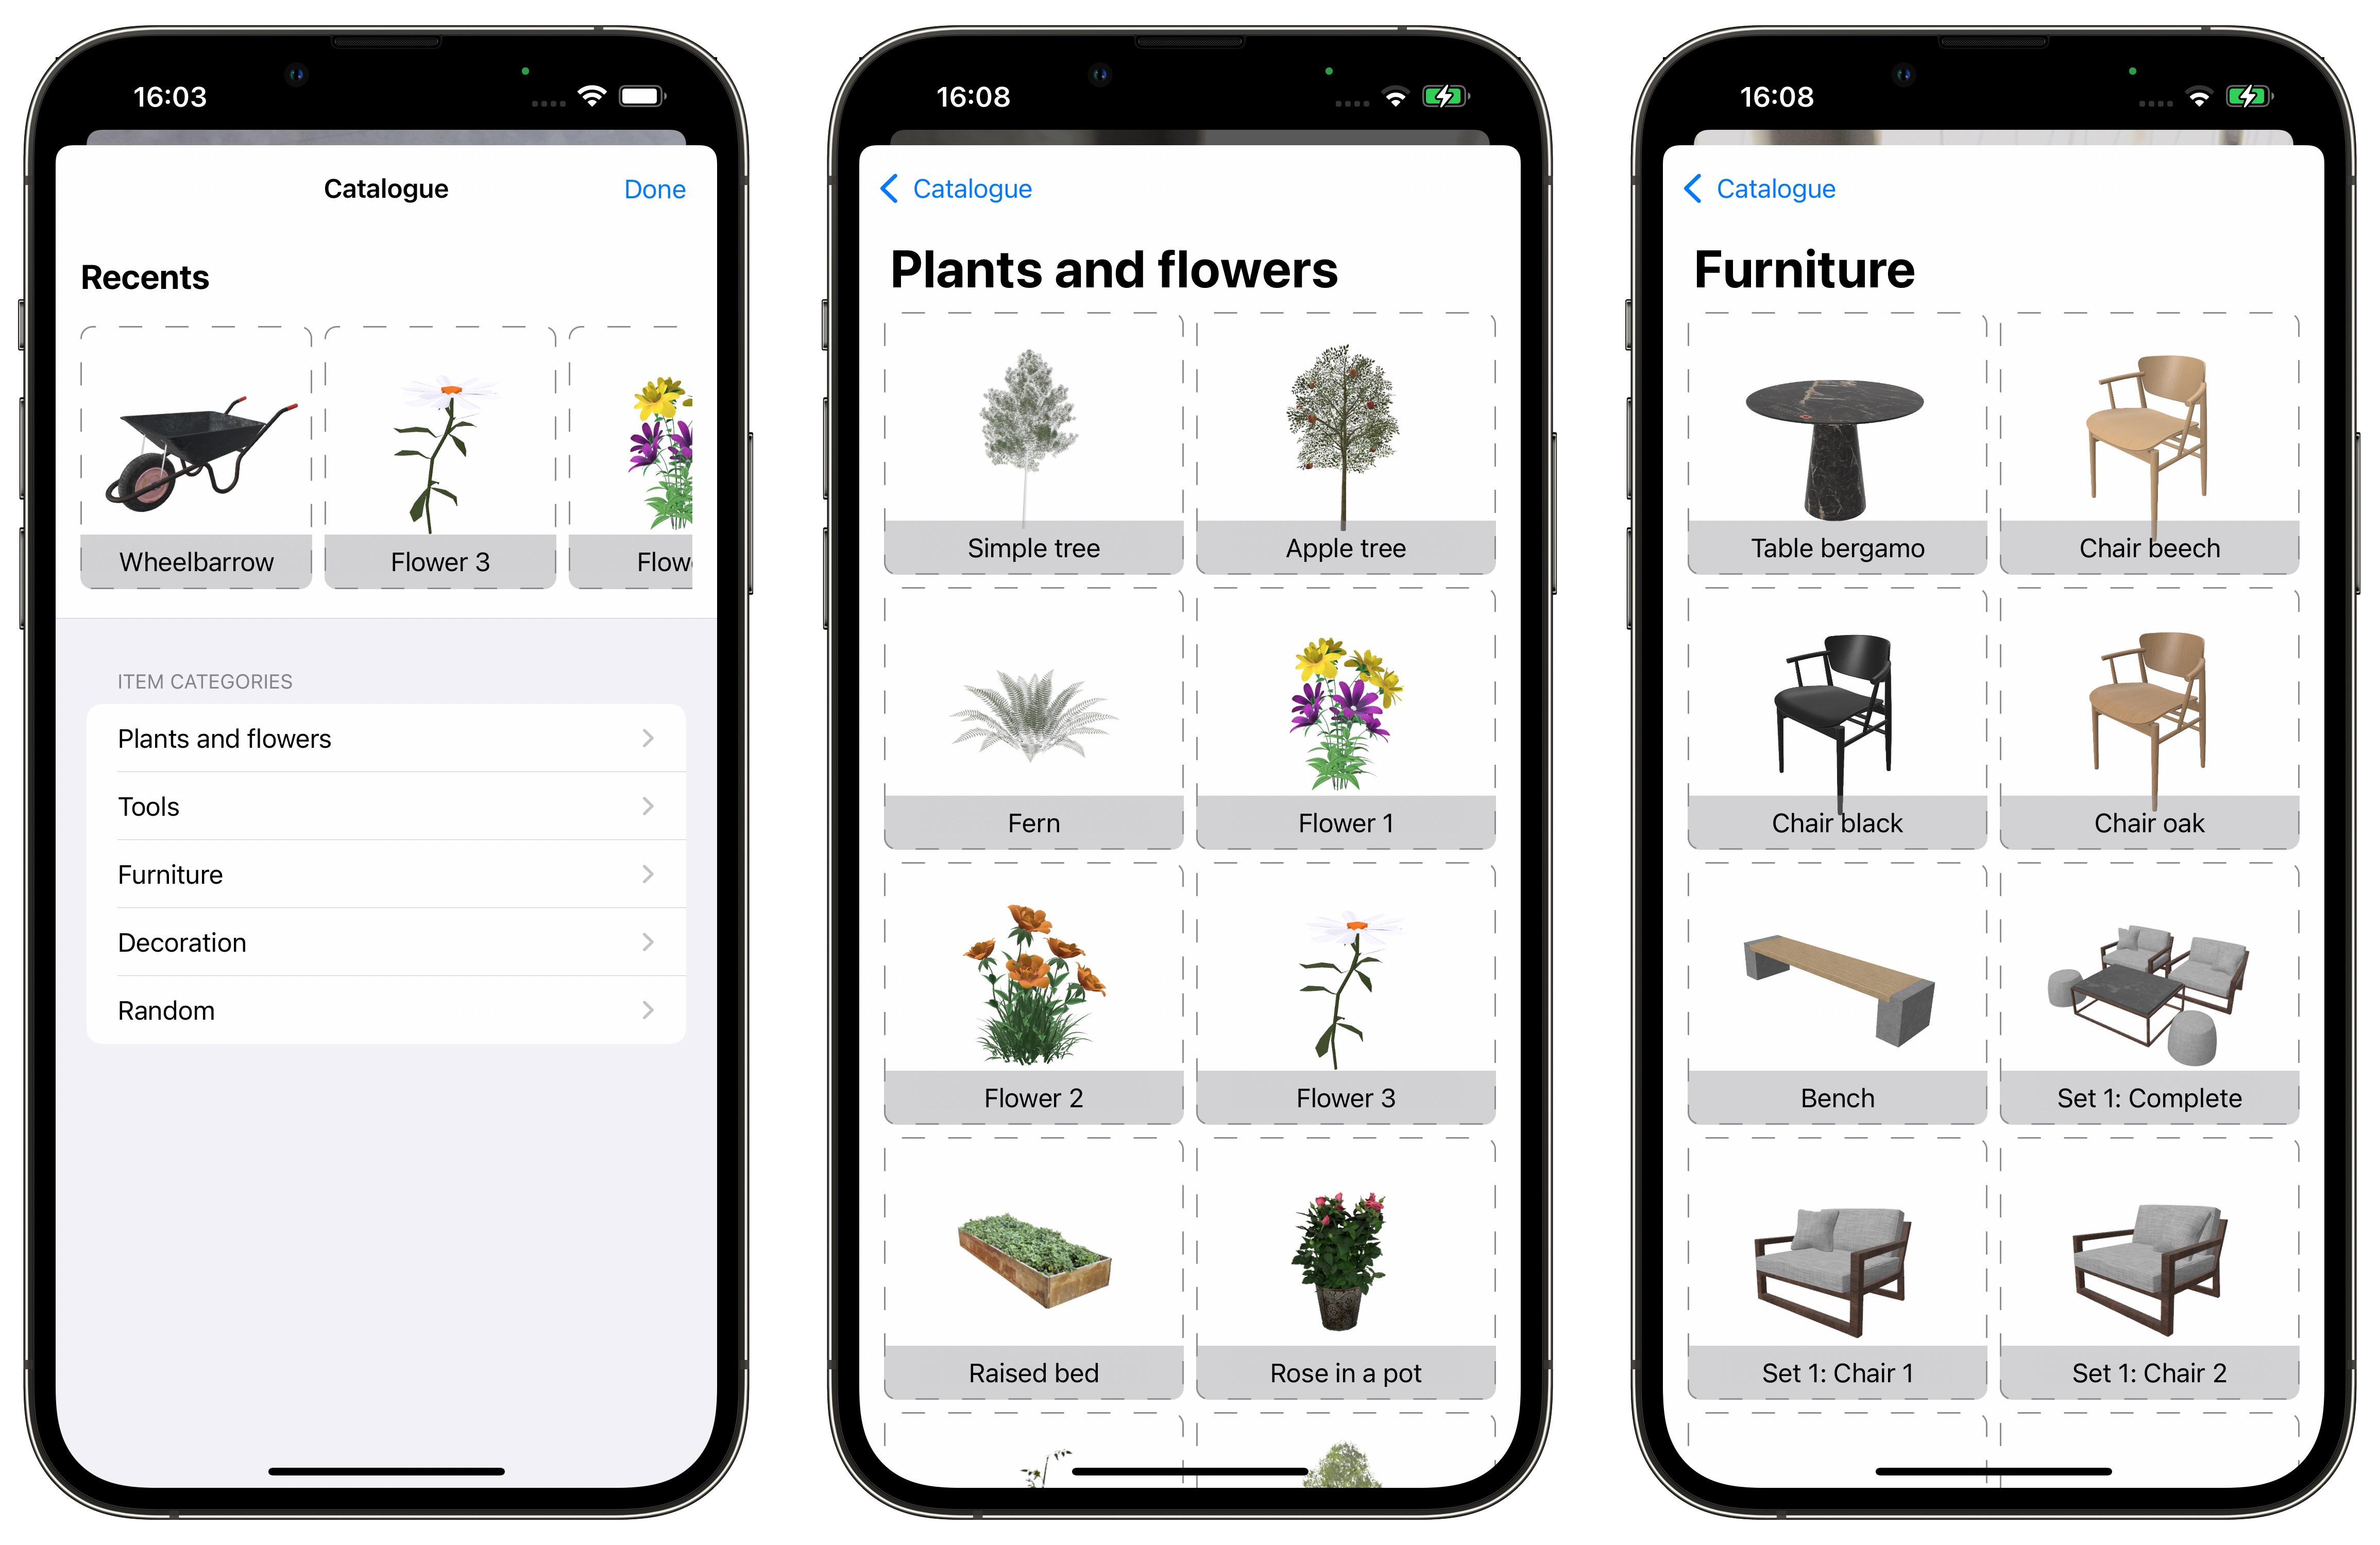 16:03
Catalogue
Done
Recents
Wheelbarrow
Flower 3
Flow
ITEM CATEGORIES
Plants and flowers
Tools
Furniture
Decoration
Random
16:08
Catalogue
Plants and flowers
Simple tree
Apple tree
Fern
Flower 1
Flower 2
Flower 3
Raised bed
Rose in a pot
16:08
Catalogue
Furniture
Table bergamo
Chair beech
Chair black
Chair oak
Bench
Set 1: Complete
Set 1: Chair 1
Set 1: Chair 2